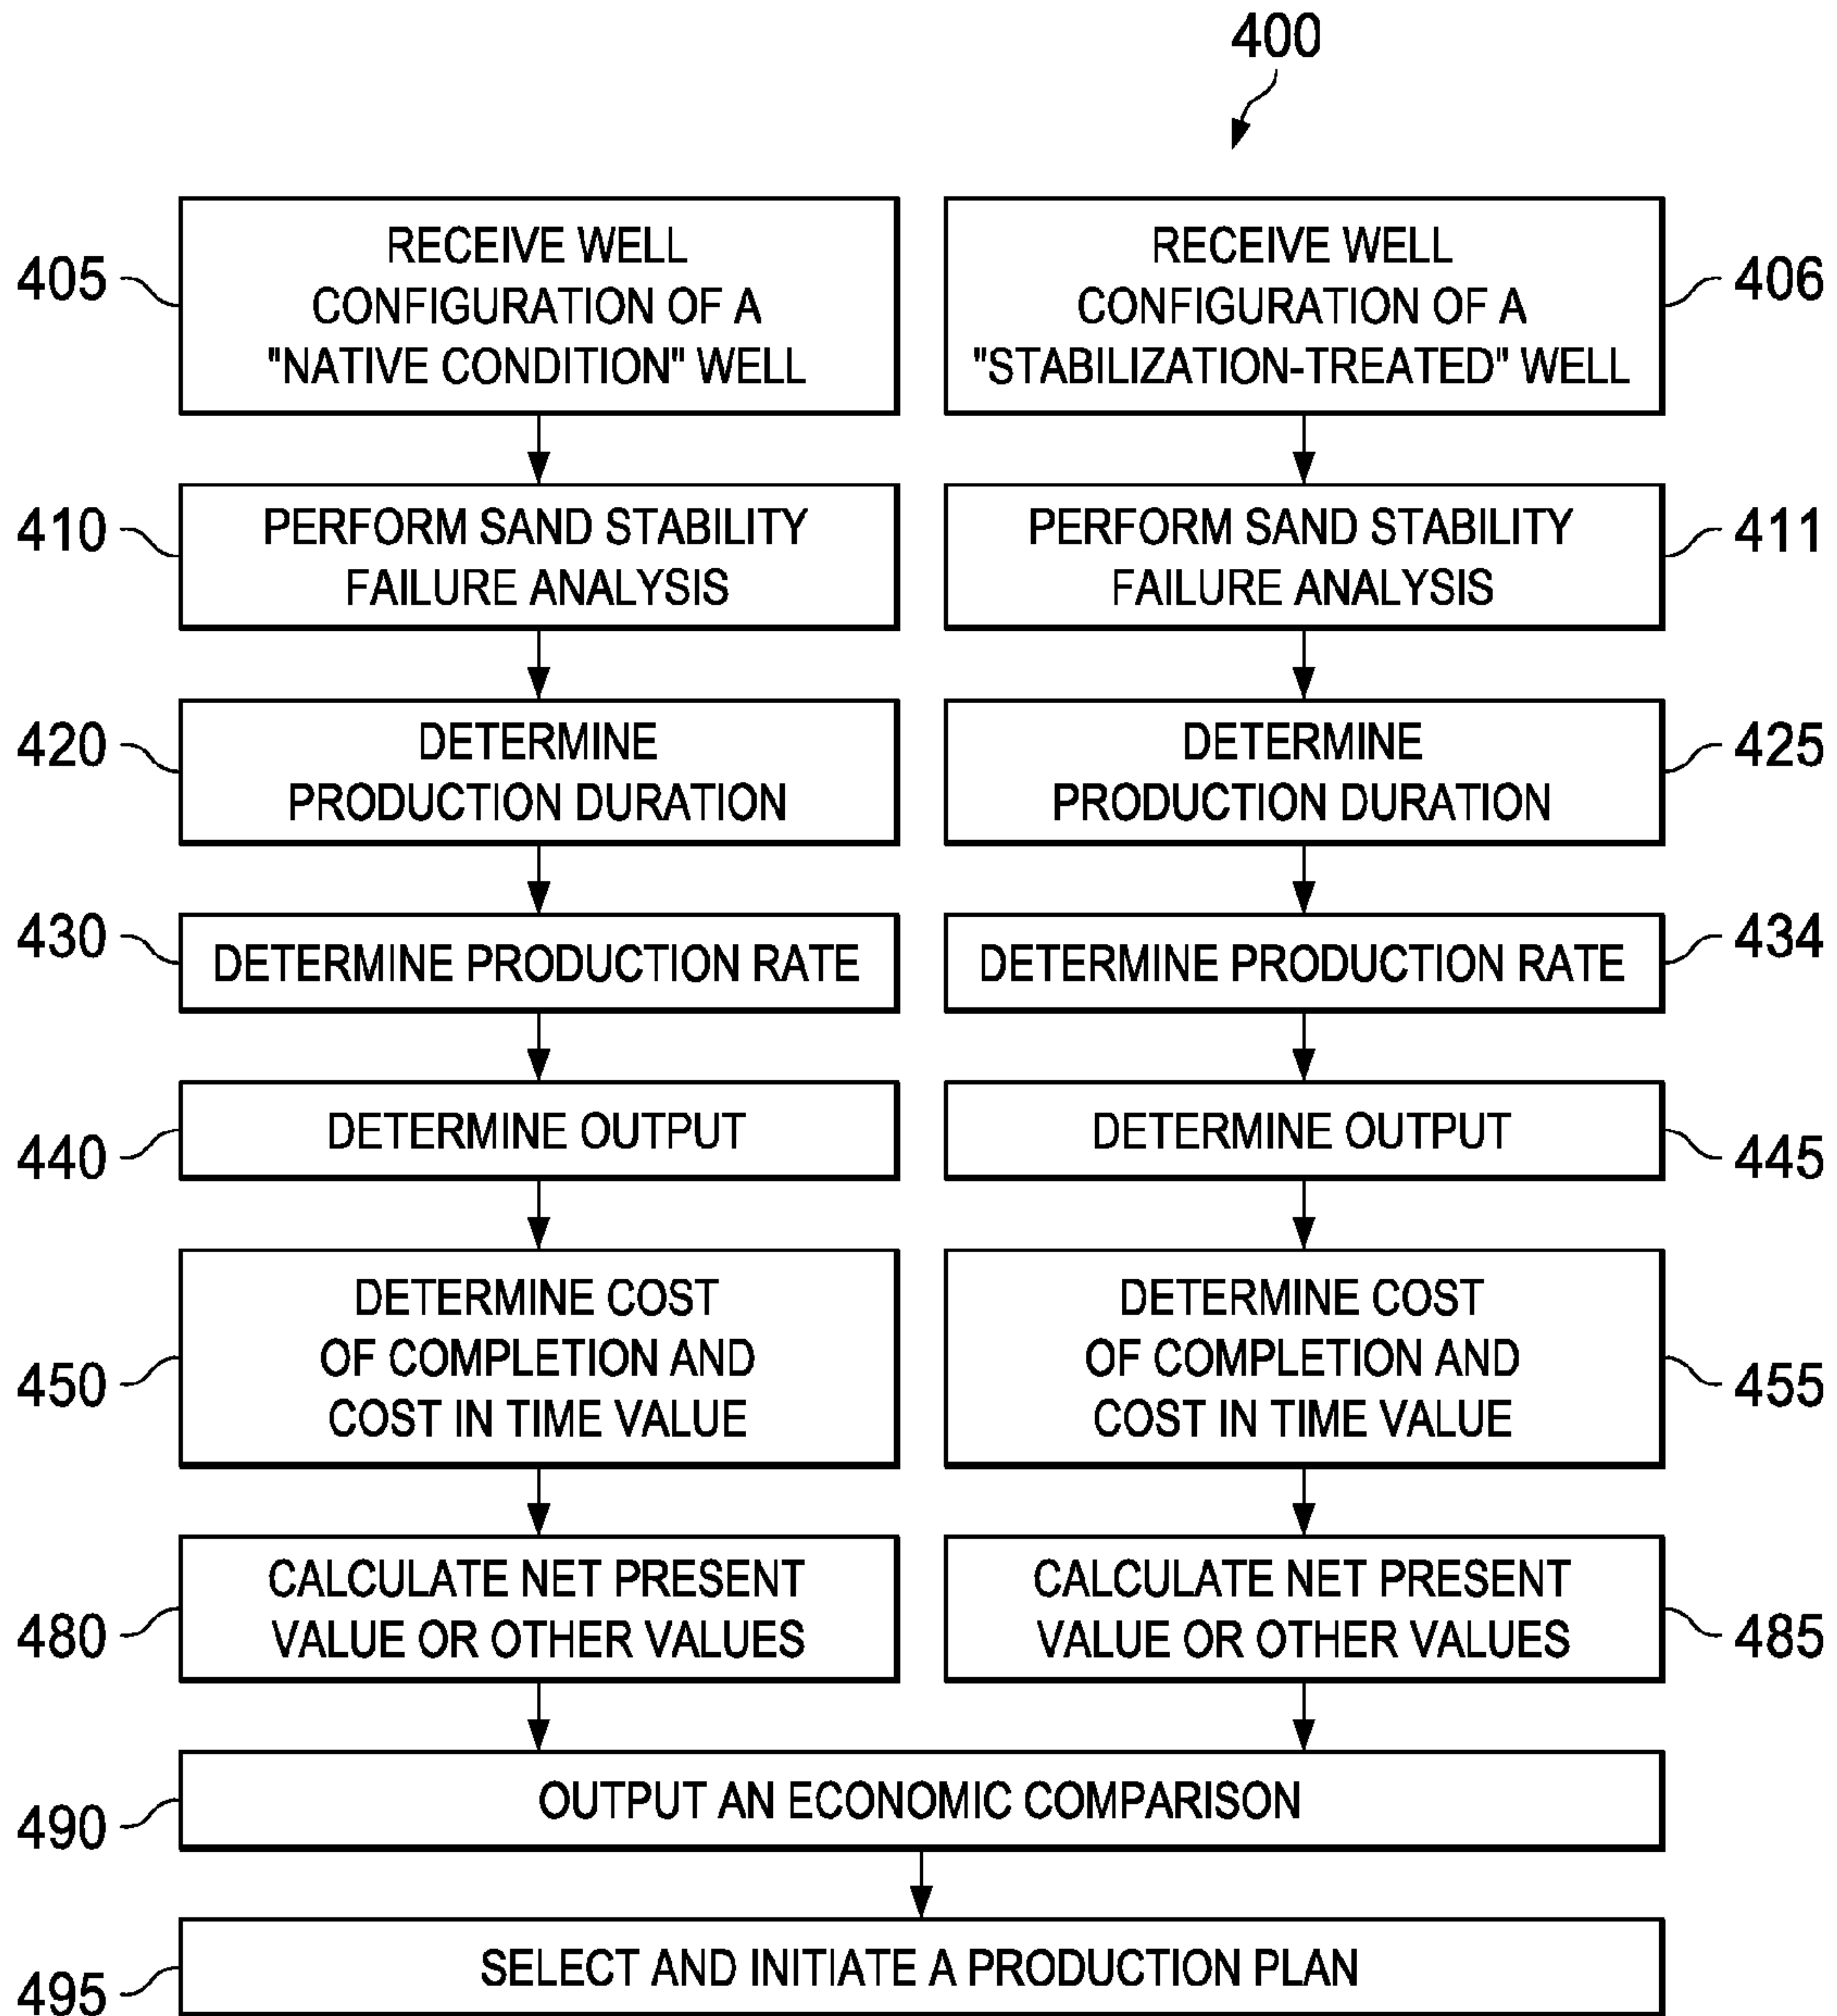 400
405
RECEIVE WELL
CONFIGURATION OF A
"NATIVE CONDITION" WELL
RECEIVE WELL
CONFIGURATION OF A
"STABILIZATION-TREATED" WELL
406
410
PERFORM SAND STABILITY
FAILURE ANALYSIS
PERFORM SAND STABILITY
FAILURE ANALYSIS
411
420
DETERMINE
PRODUCTION DURATION
DETERMINE
PRODUCTION DURATION
425
430
DETERMINE PRODUCTION RATE
DETERMINE PRODUCTION RATE
434
440
DETERMINE OUTPUT
DETERMINE OUTPUT
445
450
DETERMINE COST
OF COMPLETION AND
COST IN TIME VALUE
DETERMINE COST
OF COMPLETION AND
COST IN TIME VALUE
455
480
CALCULATE NET PRESENT
VALUE OR OTHER VALUES
CALCULATE NET PRESENT
VALUE OR OTHER VALUES
485
490
OUTPUT AN ECONOMIC COMPARISON
495
SELECT AND INITIATE A PRODUCTION PLAN